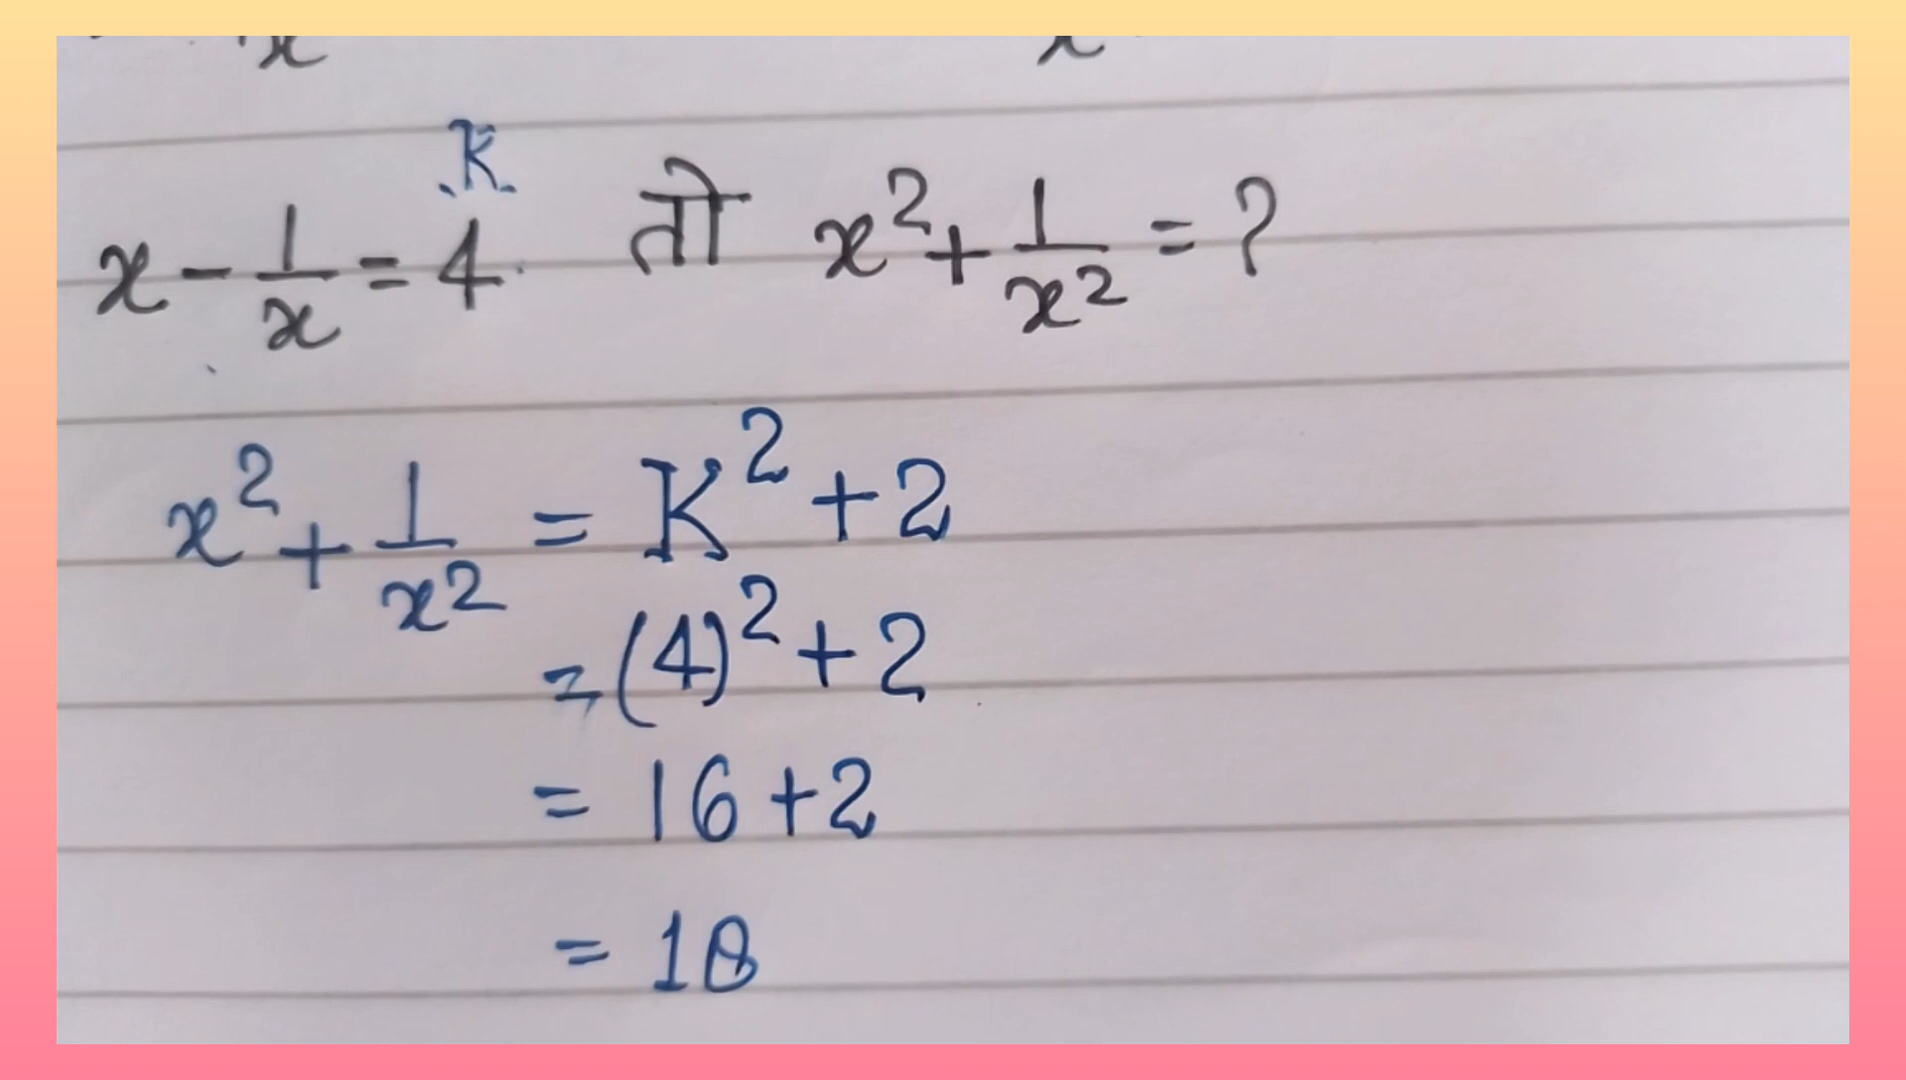 x x
K
x - 1/x = 4 तो x² + 1/x² = ?
x² + 1/x² = K² + 2
= (4)² + 2
= 16 + 2
= 18